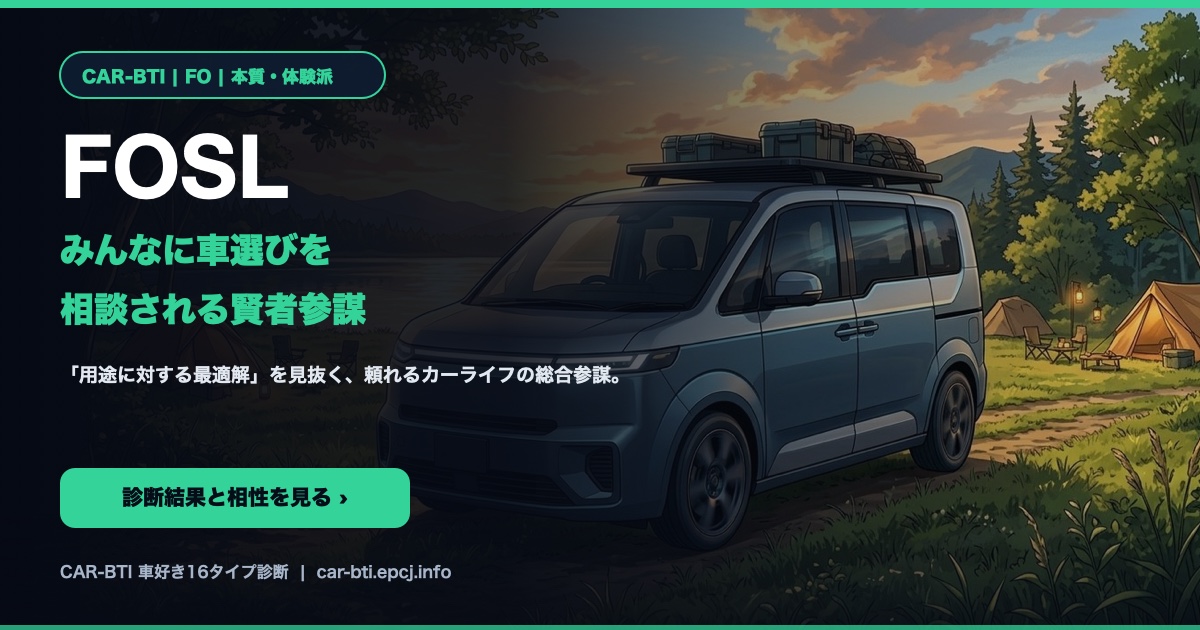 CAR-BTI | FO | 本質・体験派
FOSL
みんなに車選びを
相談される賢者参謀
「用途に対する最適解」を見抜く、頼れるカーライフの総合参謀。
診断結果と相性を見る ›
CAR-BTI 車好き16タイプ診断 | car-bti.epcj.info